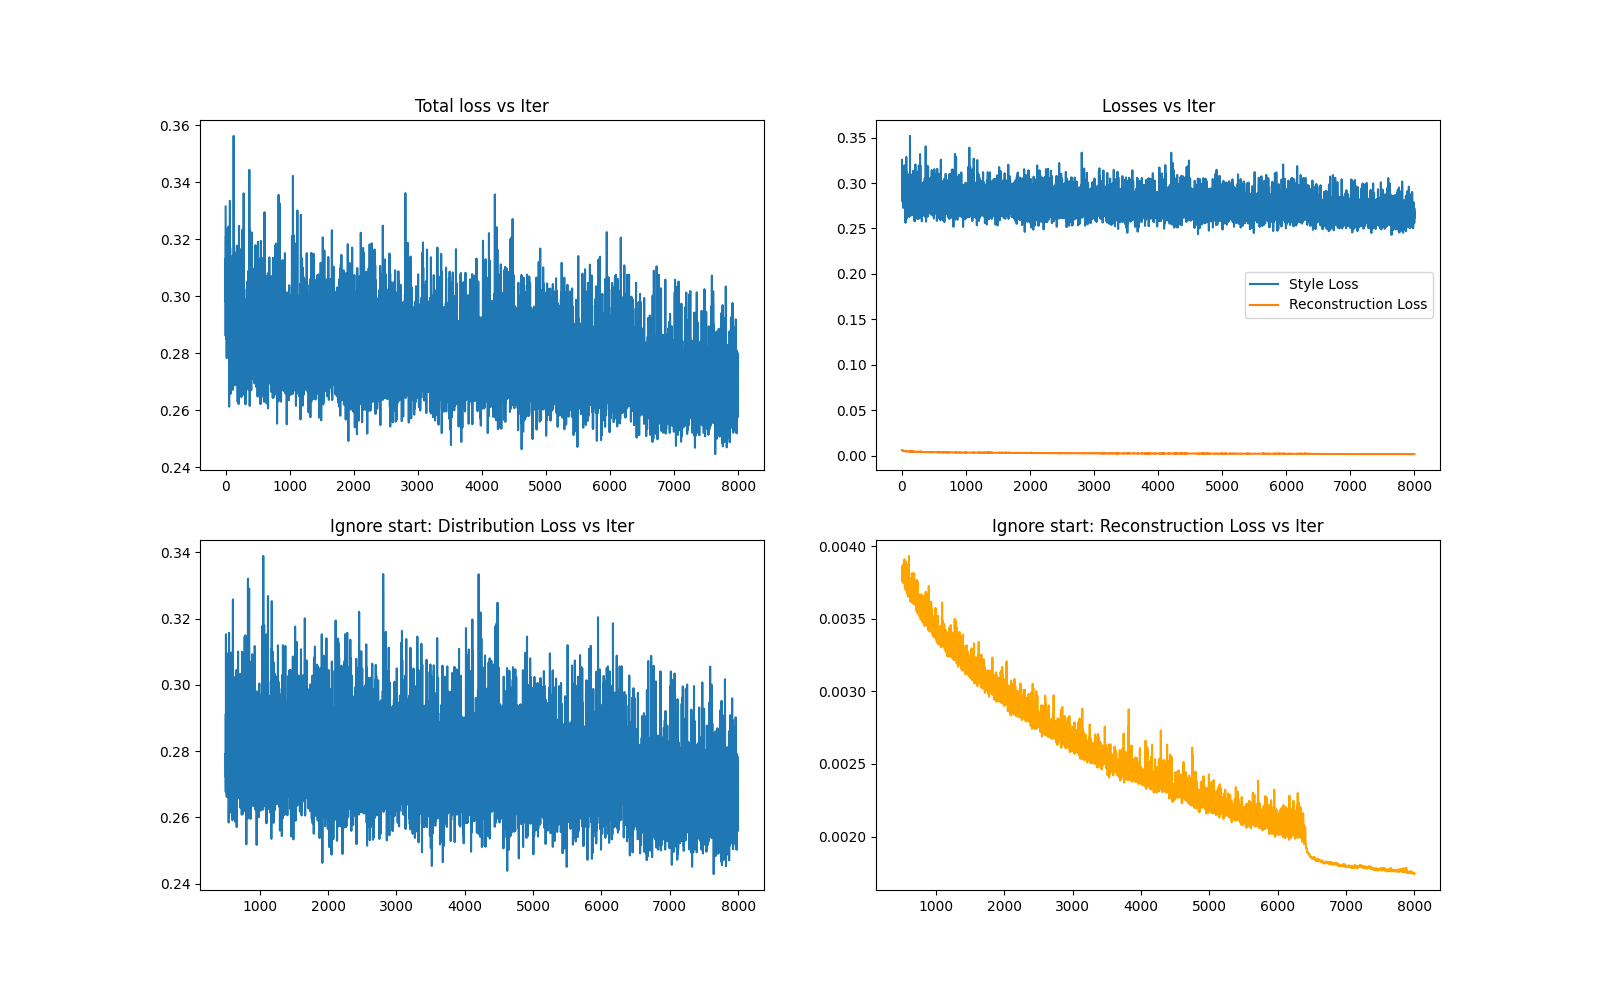 Total loss vs Iter
0.36
0.34
0.32
0.30
0.28
0.26
0.24
0 1000 2000 3000 4000 5000 6000 7000 8000
Losses vs Iter
0.35
0.30
0.25
0.20
0.15
0.10
0.05
0.00
Style Loss
Reconstruction Loss
0 1000 2000 3000 4000 5000 6000 7000 8000
Ignore start: Distribution Loss vs Iter
0.34
0.32
0.30
0.28
0.26
0.24
1000 2000 3000 4000 5000 6000 7000 8000
Ignore start: Reconstruction Loss vs Iter
0.0040
0.0035
0.0030
0.0025
0.0020
1000 2000 3000 4000 5000 6000 7000 8000